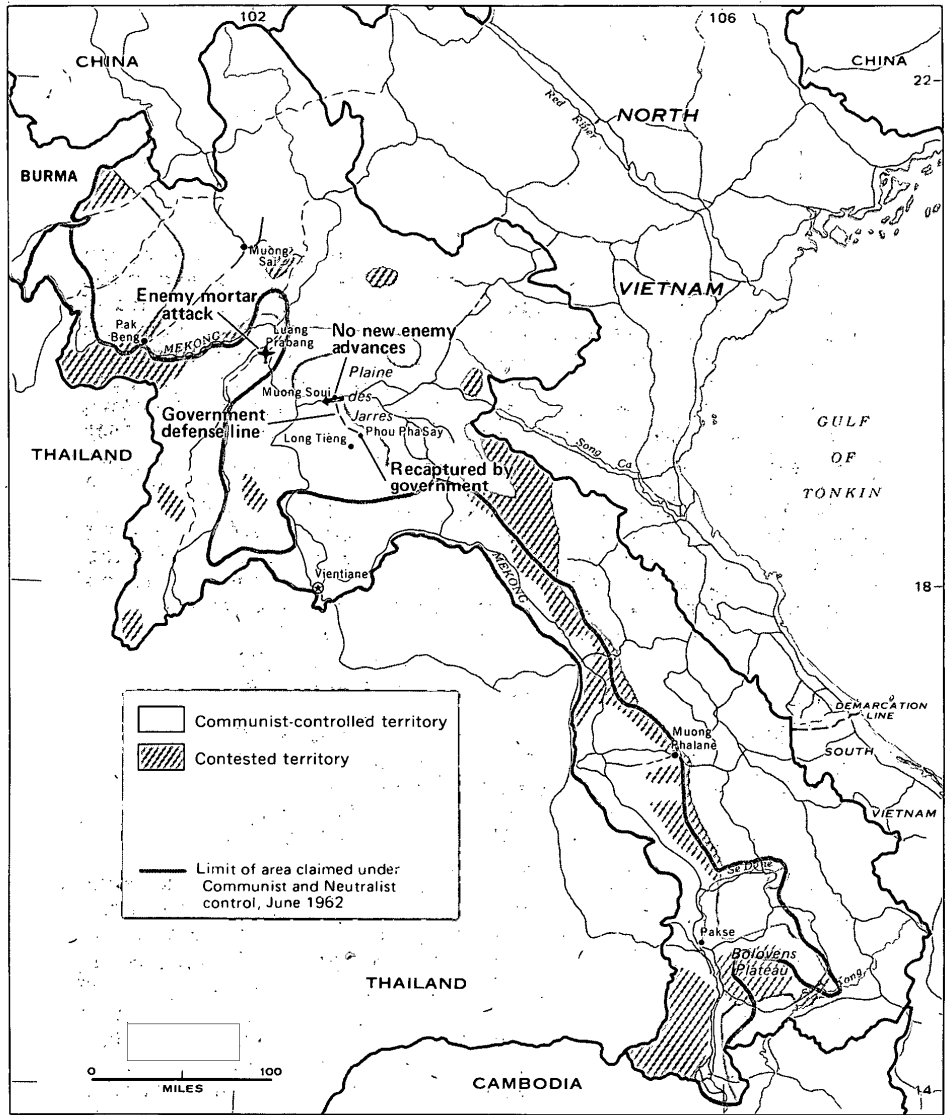 102
106
CHINA
CHINA
22
NORTH
Red
River
BURMA
20
Muong
Sai
VIETNAM
Enemy mortar
attack
Pak
Beng
MEKONG
Luang
Prabang
No new enemy
advances
Plaine
des
Jarres
Muong Soui
Government
defense line
Phou Pha Say
Long Tieng
Recaptured by
government
THAILAND
Song
Ca
GULF
OF
TONKIN
MEKONG
Vientiane
18
Communist-controlled territory
Contested territory
Limit of area claimed under
Communist and Neutralist
control, June 1962
DEMARCATION
LINE
SOUTH
VIETNAM
Muong
Phalane
Se Done
Pakse
Bolovens
Plateau
Kong
THAILAND
0
100
MILES
CAMBODIA
14